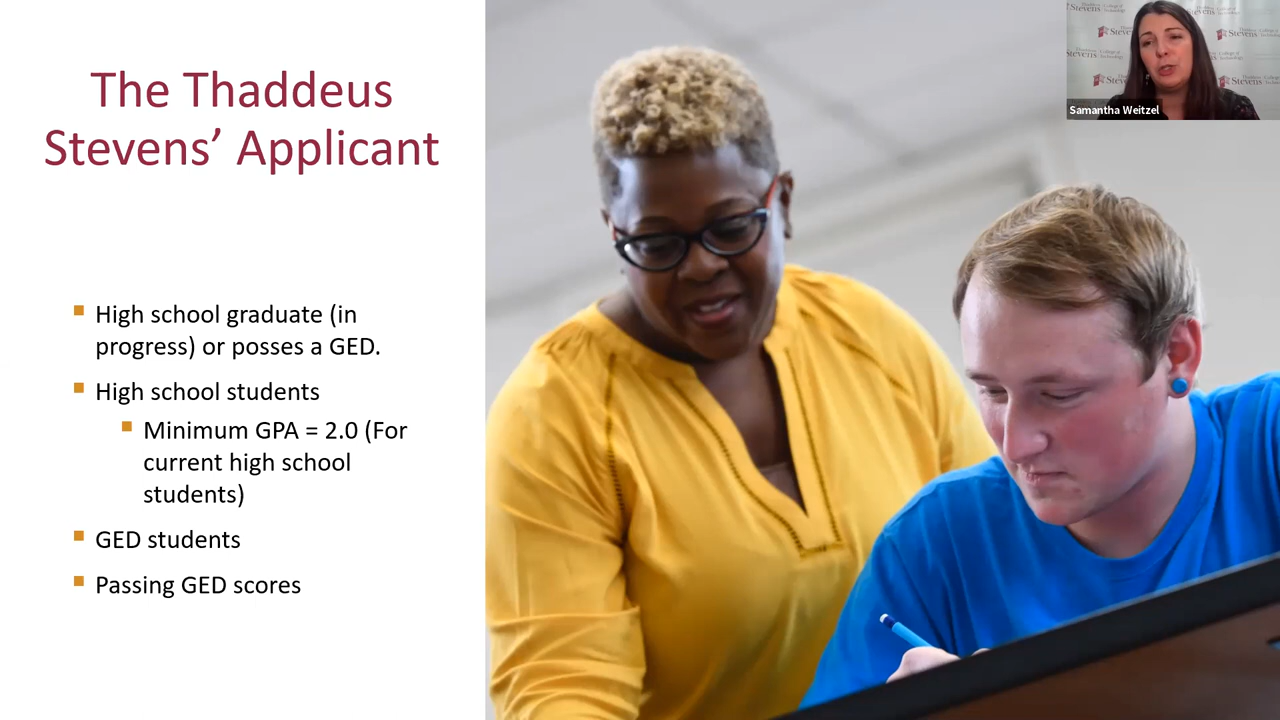 The Thaddeus
Stevens’ Applicant
High school graduate (in
progress) or posses a GED.
High school students
Minimum GPA = 2.0 (For
current high school
students)
GED students
Passing GED scores
Samantha Weitzel